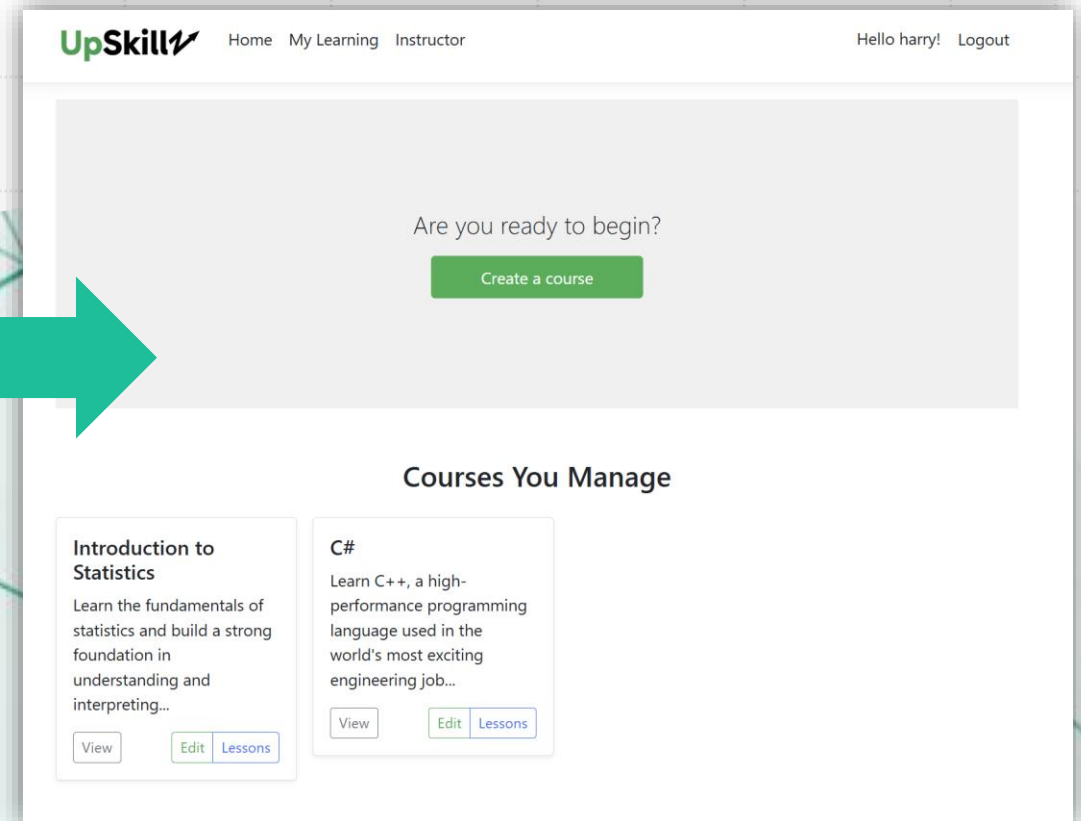 UpSkill
Home My Learning Instructor Hello harry! Logout
Are you ready to begin?
Create a course
Courses You Manage
Introduction to
Statistics
Learn the fundamentals of
statistics and build a strong
foundation in
understanding and
interpreting...
View Edit Lessons
C#
Learn C++, a high-
performance programming
language used in the
world's most exciting
engineering job...
View Edit Lessons